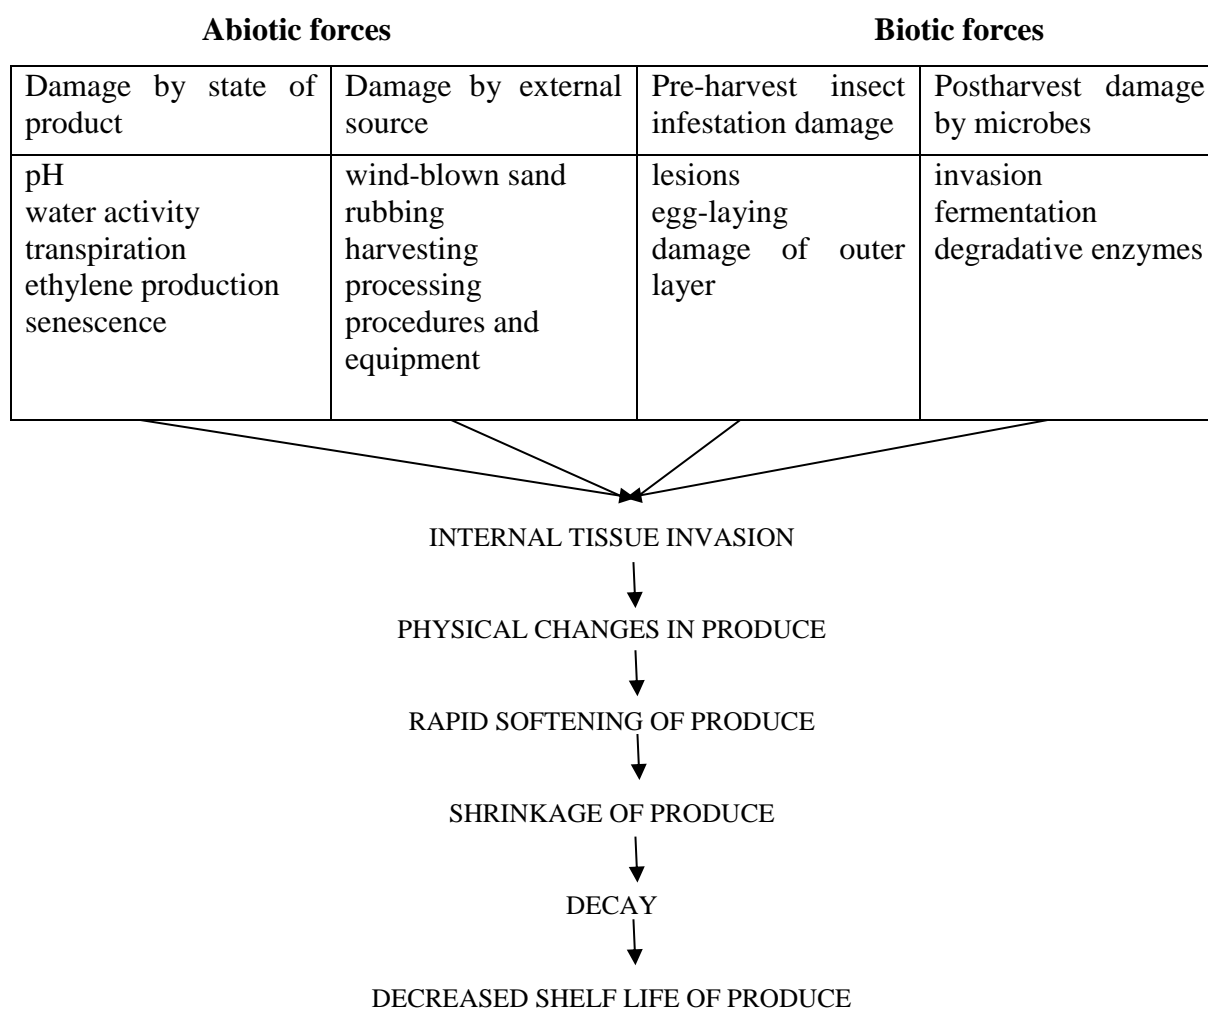 Abiotic forces
Biotic forces
Damage by state of
product
Damage by external
source
Pre-harvest insect
infestation damage
Postharvest damage
by microbes
pH
water activity
transpiration
ethylene production
senescence
wind-blown sand
rubbing
harvesting
processing
procedures and
equipment
lesions
egg-laying
damage of outer
layer
invasion
fermentation
degradative enzymes
INTERNAL TISSUE INVASION
PHYSICAL CHANGES IN PRODUCE
RAPID SOFTENING OF PRODUCE
SHRINKAGE OF PRODUCE
DECAY
DECREASED SHELF LIFE OF PRODUCE